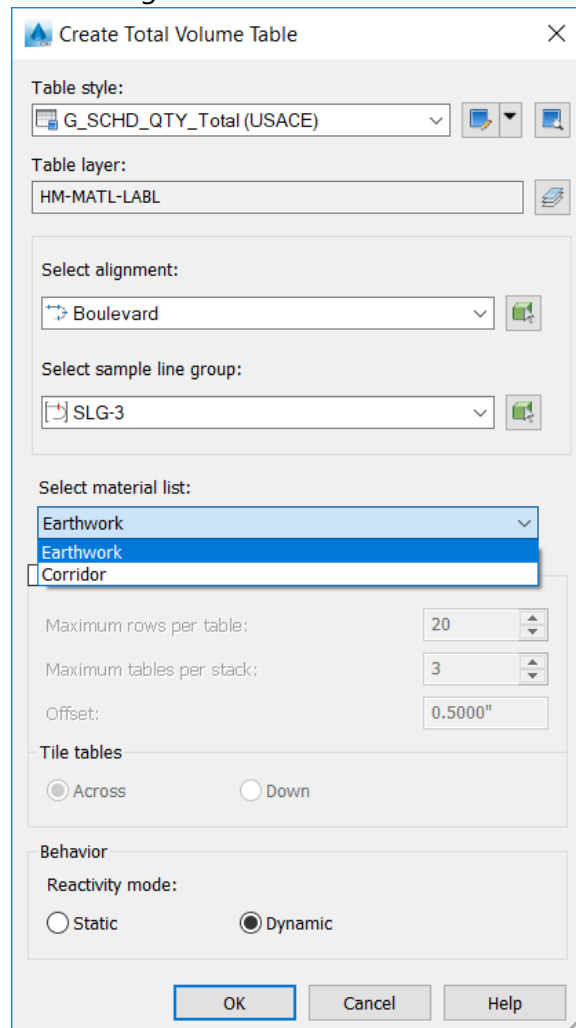 Create Total Volume Table
Table style:
G_SCHD_QTY_Total (USACE)
Table layer:
HM-MATL-LABL
Select alignment:
Boulevard
Select sample line group:
SLG-3
Select material list:
Earthwork
Earthwork
Corridor
Maximum rows per table: 20
Maximum tables per stack: 3
Offset: 0.5000"
Tile tables
Across Down
Behavior
Reactivity mode:
Static Dynamic
OK Cancel Help